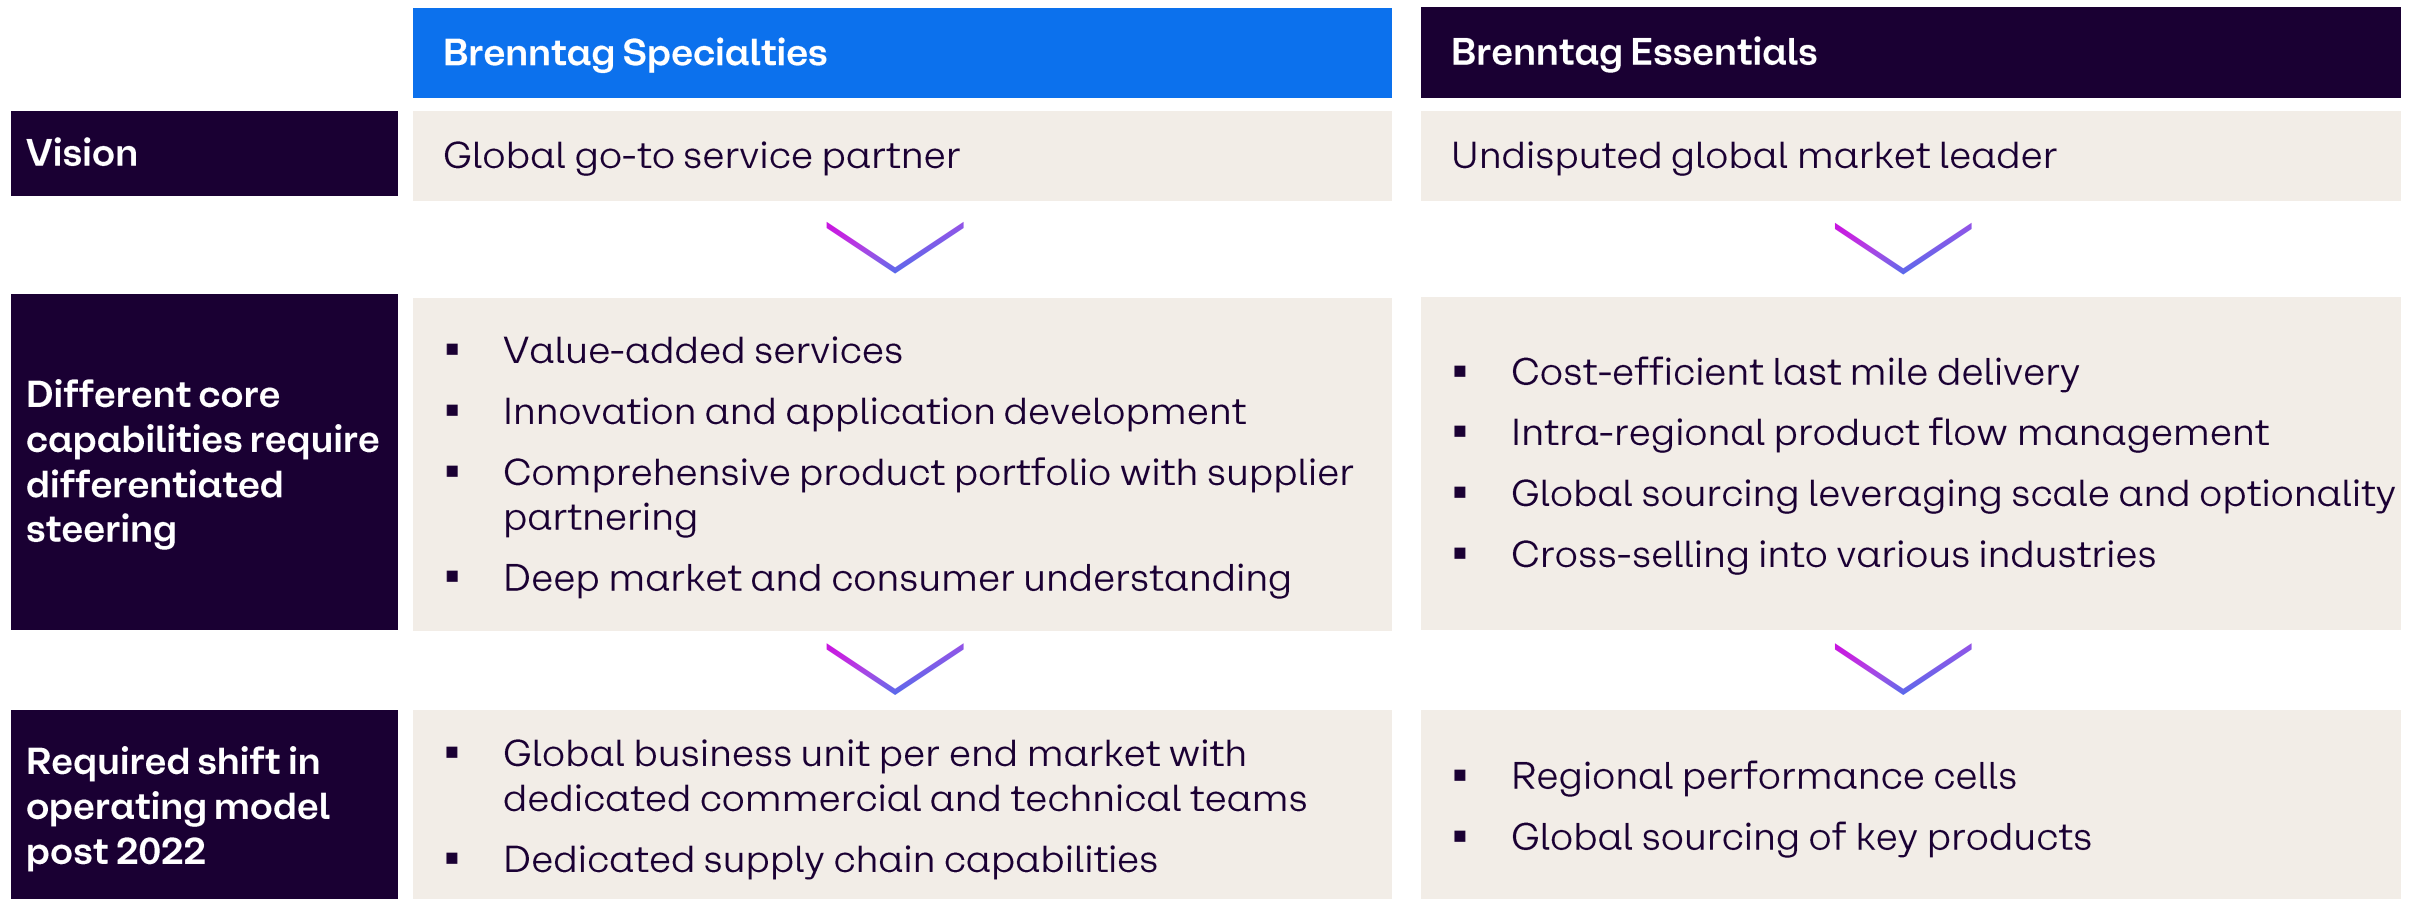 Brenntag Specialties
Brenntag Essentials
Vision
Global go-to service partner
Undisputed global market leader
Different core
capabilities require
differentiated
steering
▪ Value-added services
▪ Innovation and application development
▪ Comprehensive product portfolio with supplier
partnering
▪ Deep market and consumer understanding
▪ Cost-efficient last mile delivery
▪ Intra-regional product flow management
▪ Global sourcing leveraging scale and optionality
▪ Cross-selling into various industries
Required shift in
operating model
post 2022
▪ Global business unit per end market with
dedicated commercial and technical teams
▪ Dedicated supply chain capabilities
▪ Regional performance cells
▪ Global sourcing of key products